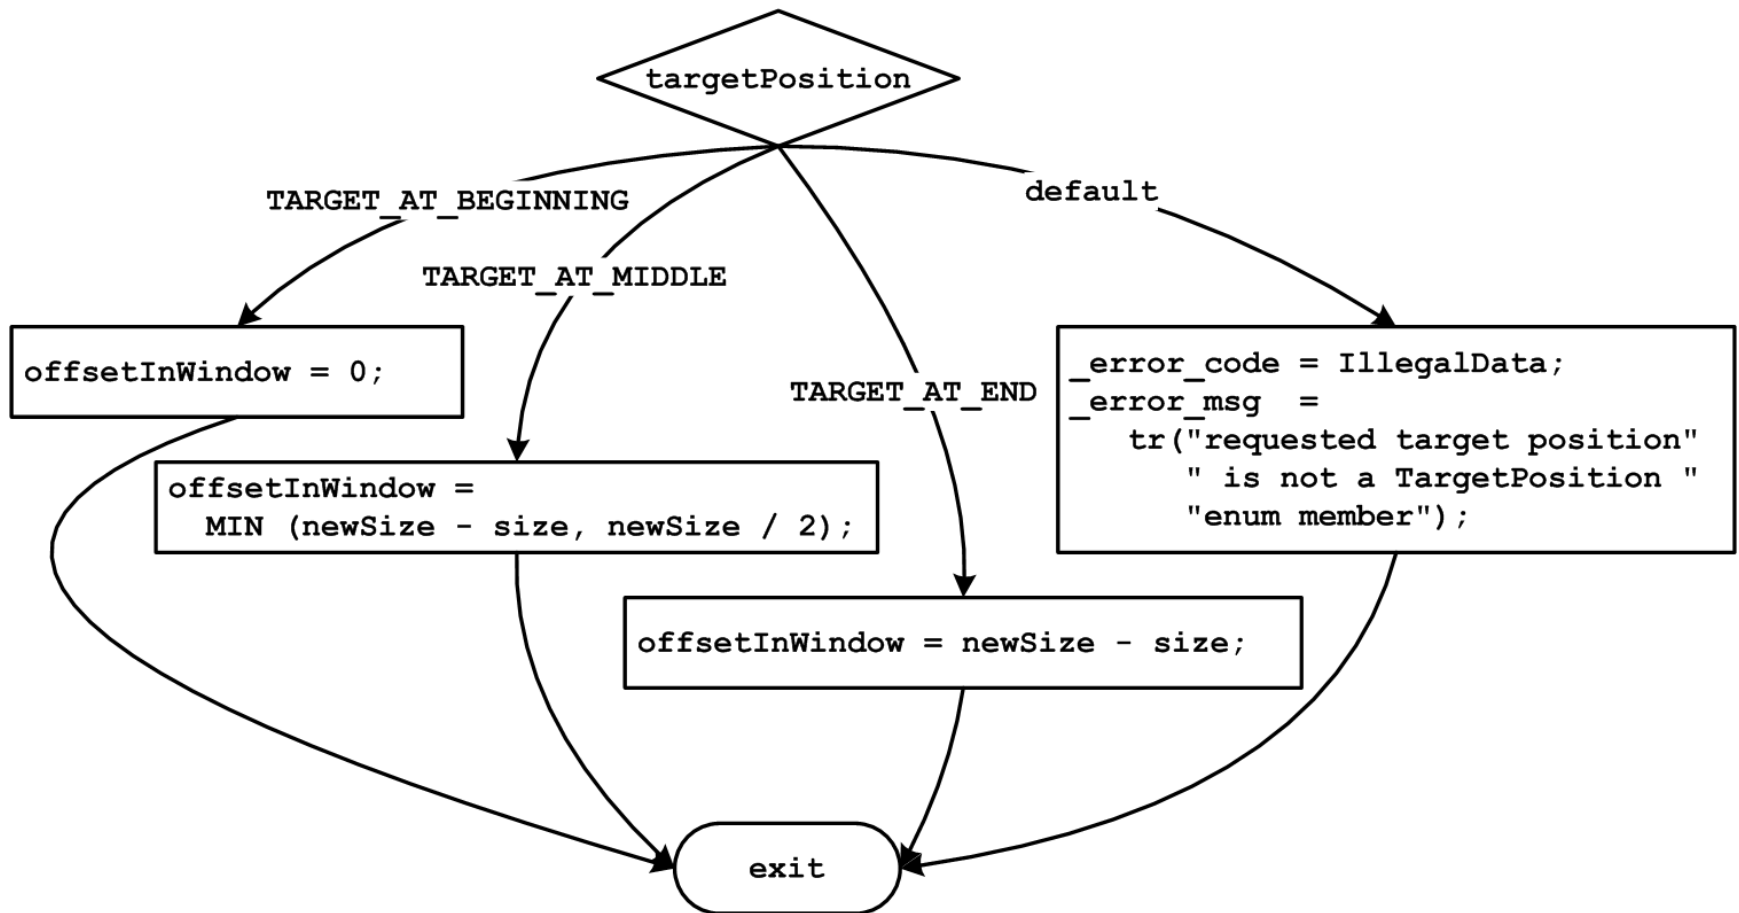 targetPosition
TARGET_AT_BEGINNING
default
TARGET_AT_MIDDLE
TARGET_AT_END
offsetInWindow = 0;
offsetInWindow =
MIN (newSize - size, newSize / 2);
offsetInWindow = newSize - size;
_error_code = IllegalData;
_error_msg  =
tr("requested target position"
" is not a TargetPosition "
"enum member");
exit